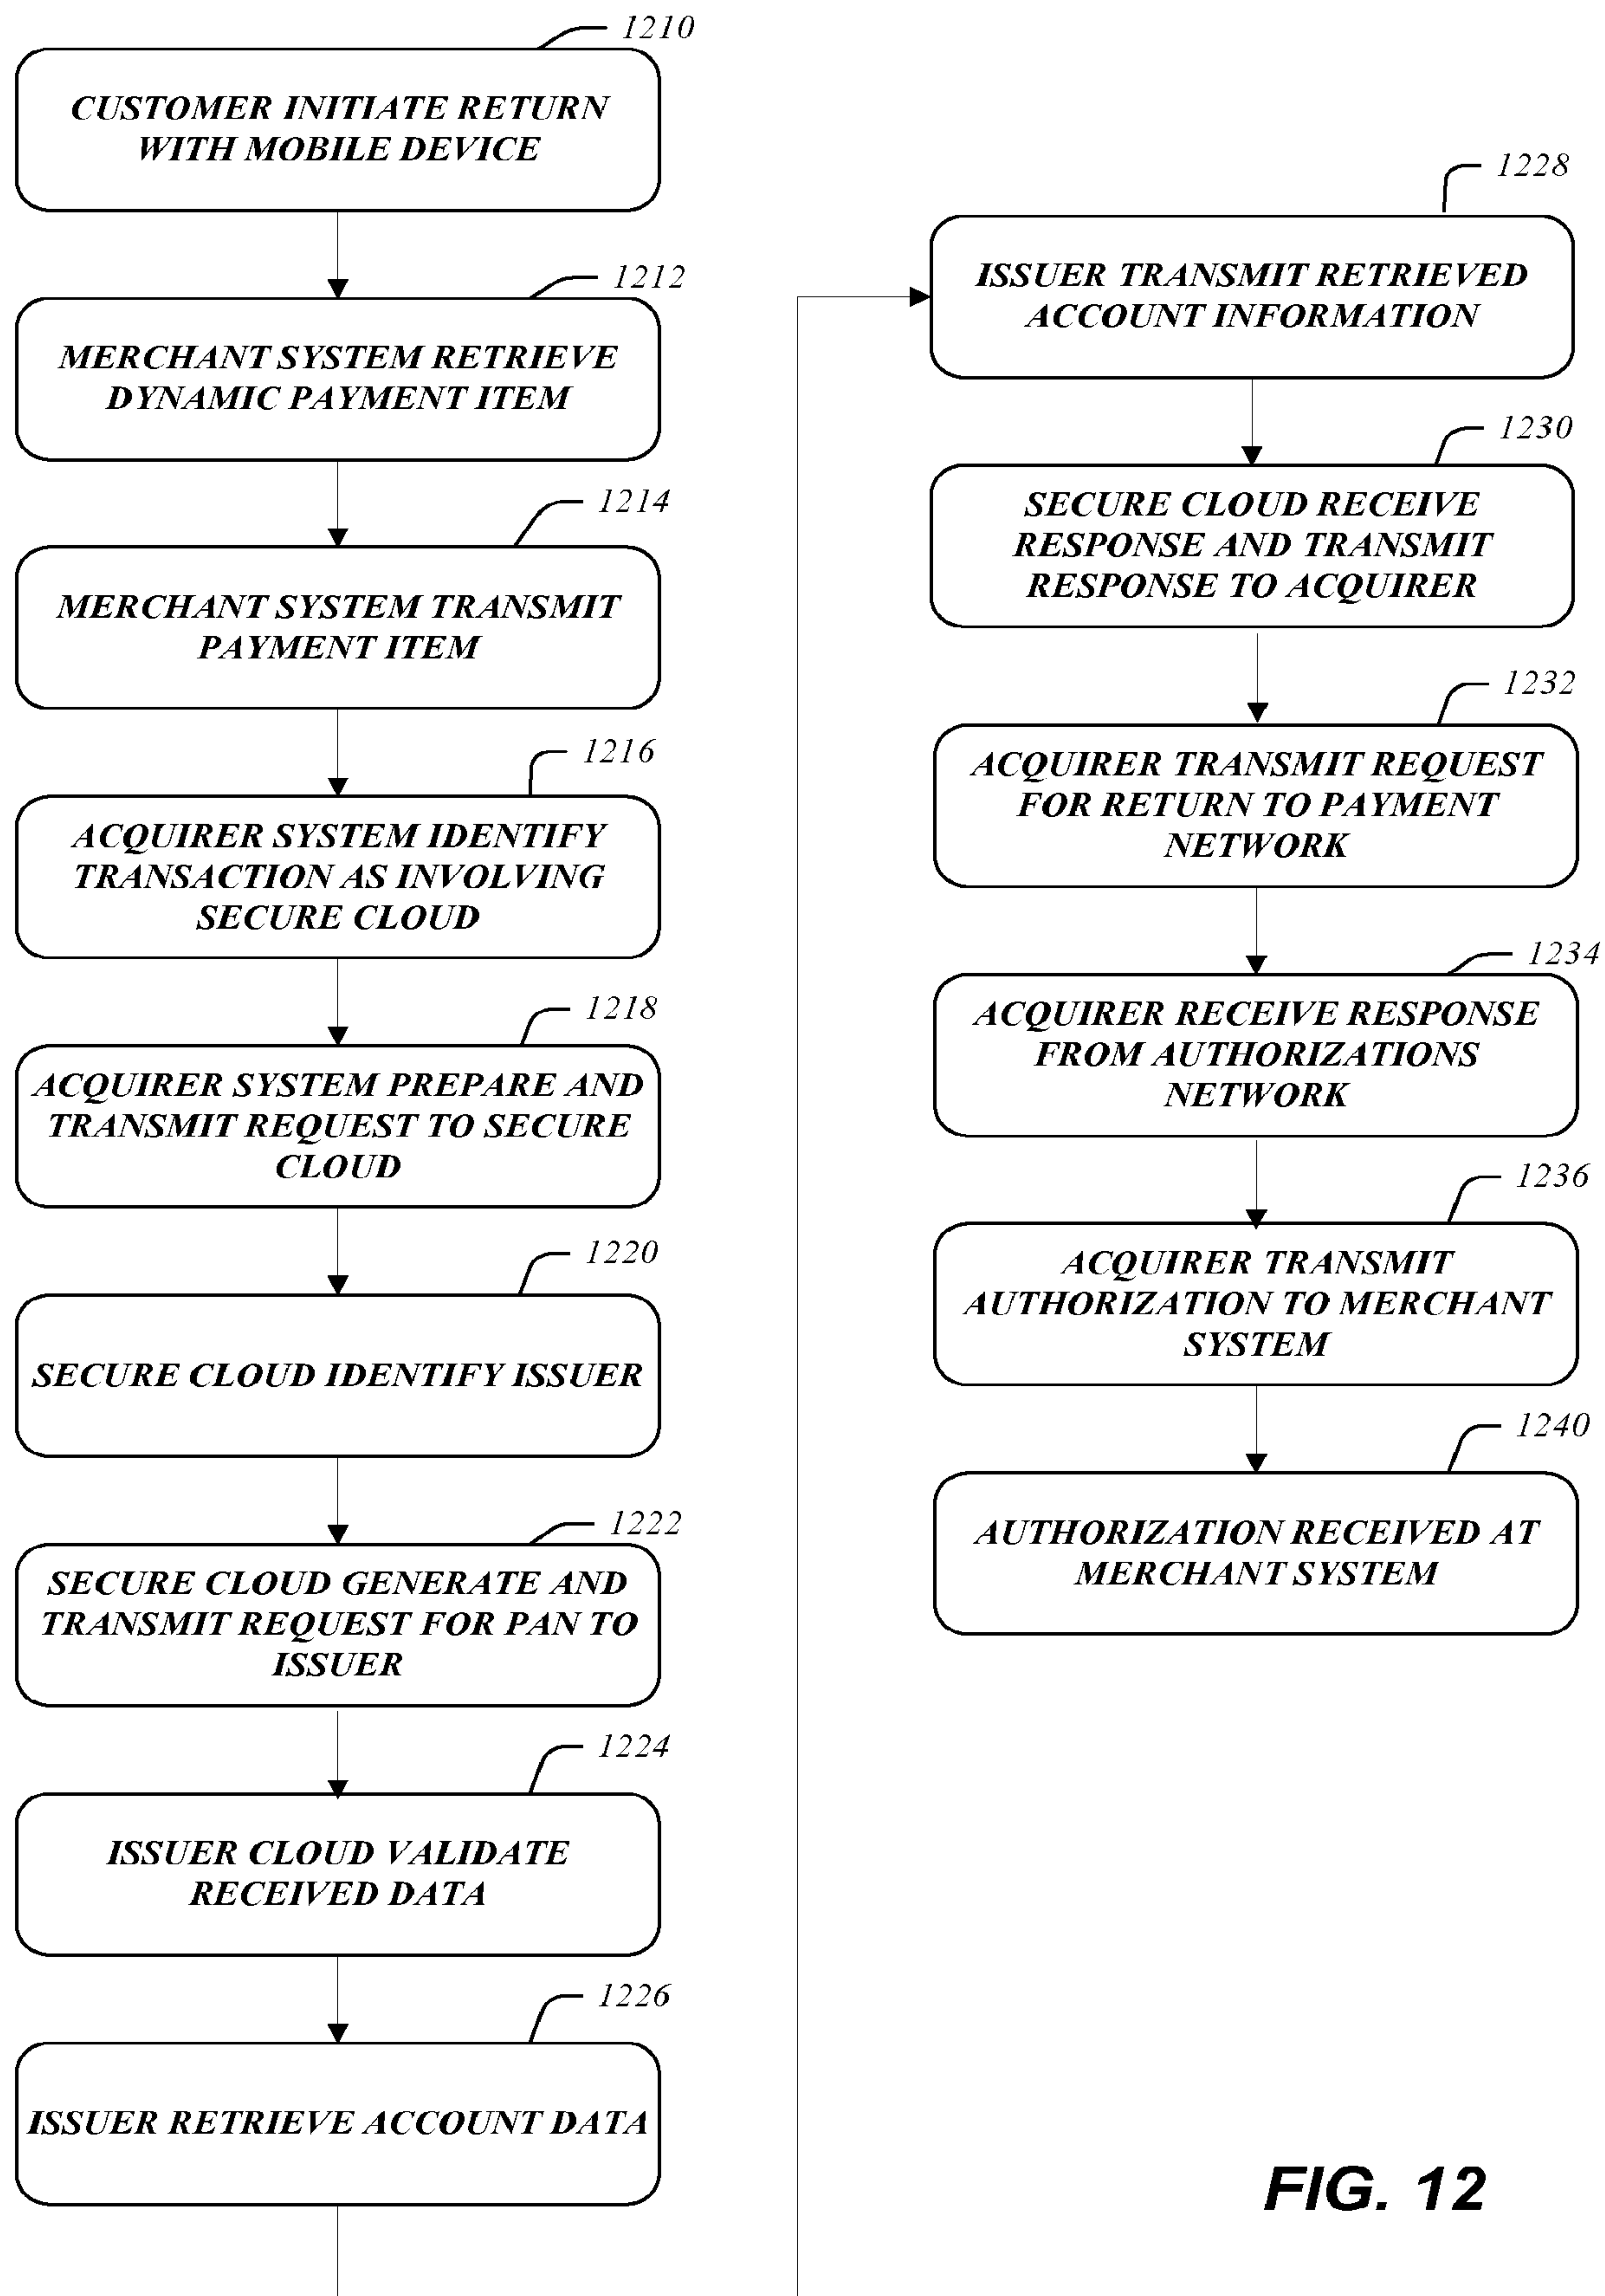 1210
CUSTOMER INITIATE RETURN
WITH MOBILE DEVICE
1212
MERCHANT SYSTEM RETRIEVE
DYNAMIC PAYMENT ITEM
1214
MERCHANT SYSTEM TRANSMIT
PAYMENT ITEM
1216
ACQUIRER SYSTEM IDENTIFY
TRANSACTION AS INVOLVING
SECURE CLOUD
1218
ACQUIRER SYSTEM PREPARE AND
TRANSMIT REQUEST TO SECURE
CLOUD
1220
SECURE CLOUD IDENTIFY ISSUER
1222
SECURE CLOUD GENERATE AND
TRANSMIT REQUEST FOR PAN TO
ISSUER
1224
ISSUER CLOUD VALIDATE
RECEIVED DATA
1226
ISSUER RETRIEVE ACCOUNT DATA
1228
ISSUER TRANSMIT RETRIEVED
ACCOUNT INFORMATION
1230
SECURE CLOUD RECEIVE
RESPONSE AND TRANSMIT
RESPONSE TO ACQUIRER
1232
ACQUIRER TRANSMIT REQUEST
FOR RETURN TO PAYMENT
NETWORK
1234
ACQUIRER RECEIVE RESPONSE
FROM AUTHORIZATIONS
NETWORK
1236
ACQUIRER TRANSMIT
AUTHORIZATION TO MERCHANT
SYSTEM
1240
AUTHORIZATION RECEIVED AT
MERCHANT SYSTEM
FIG. 12